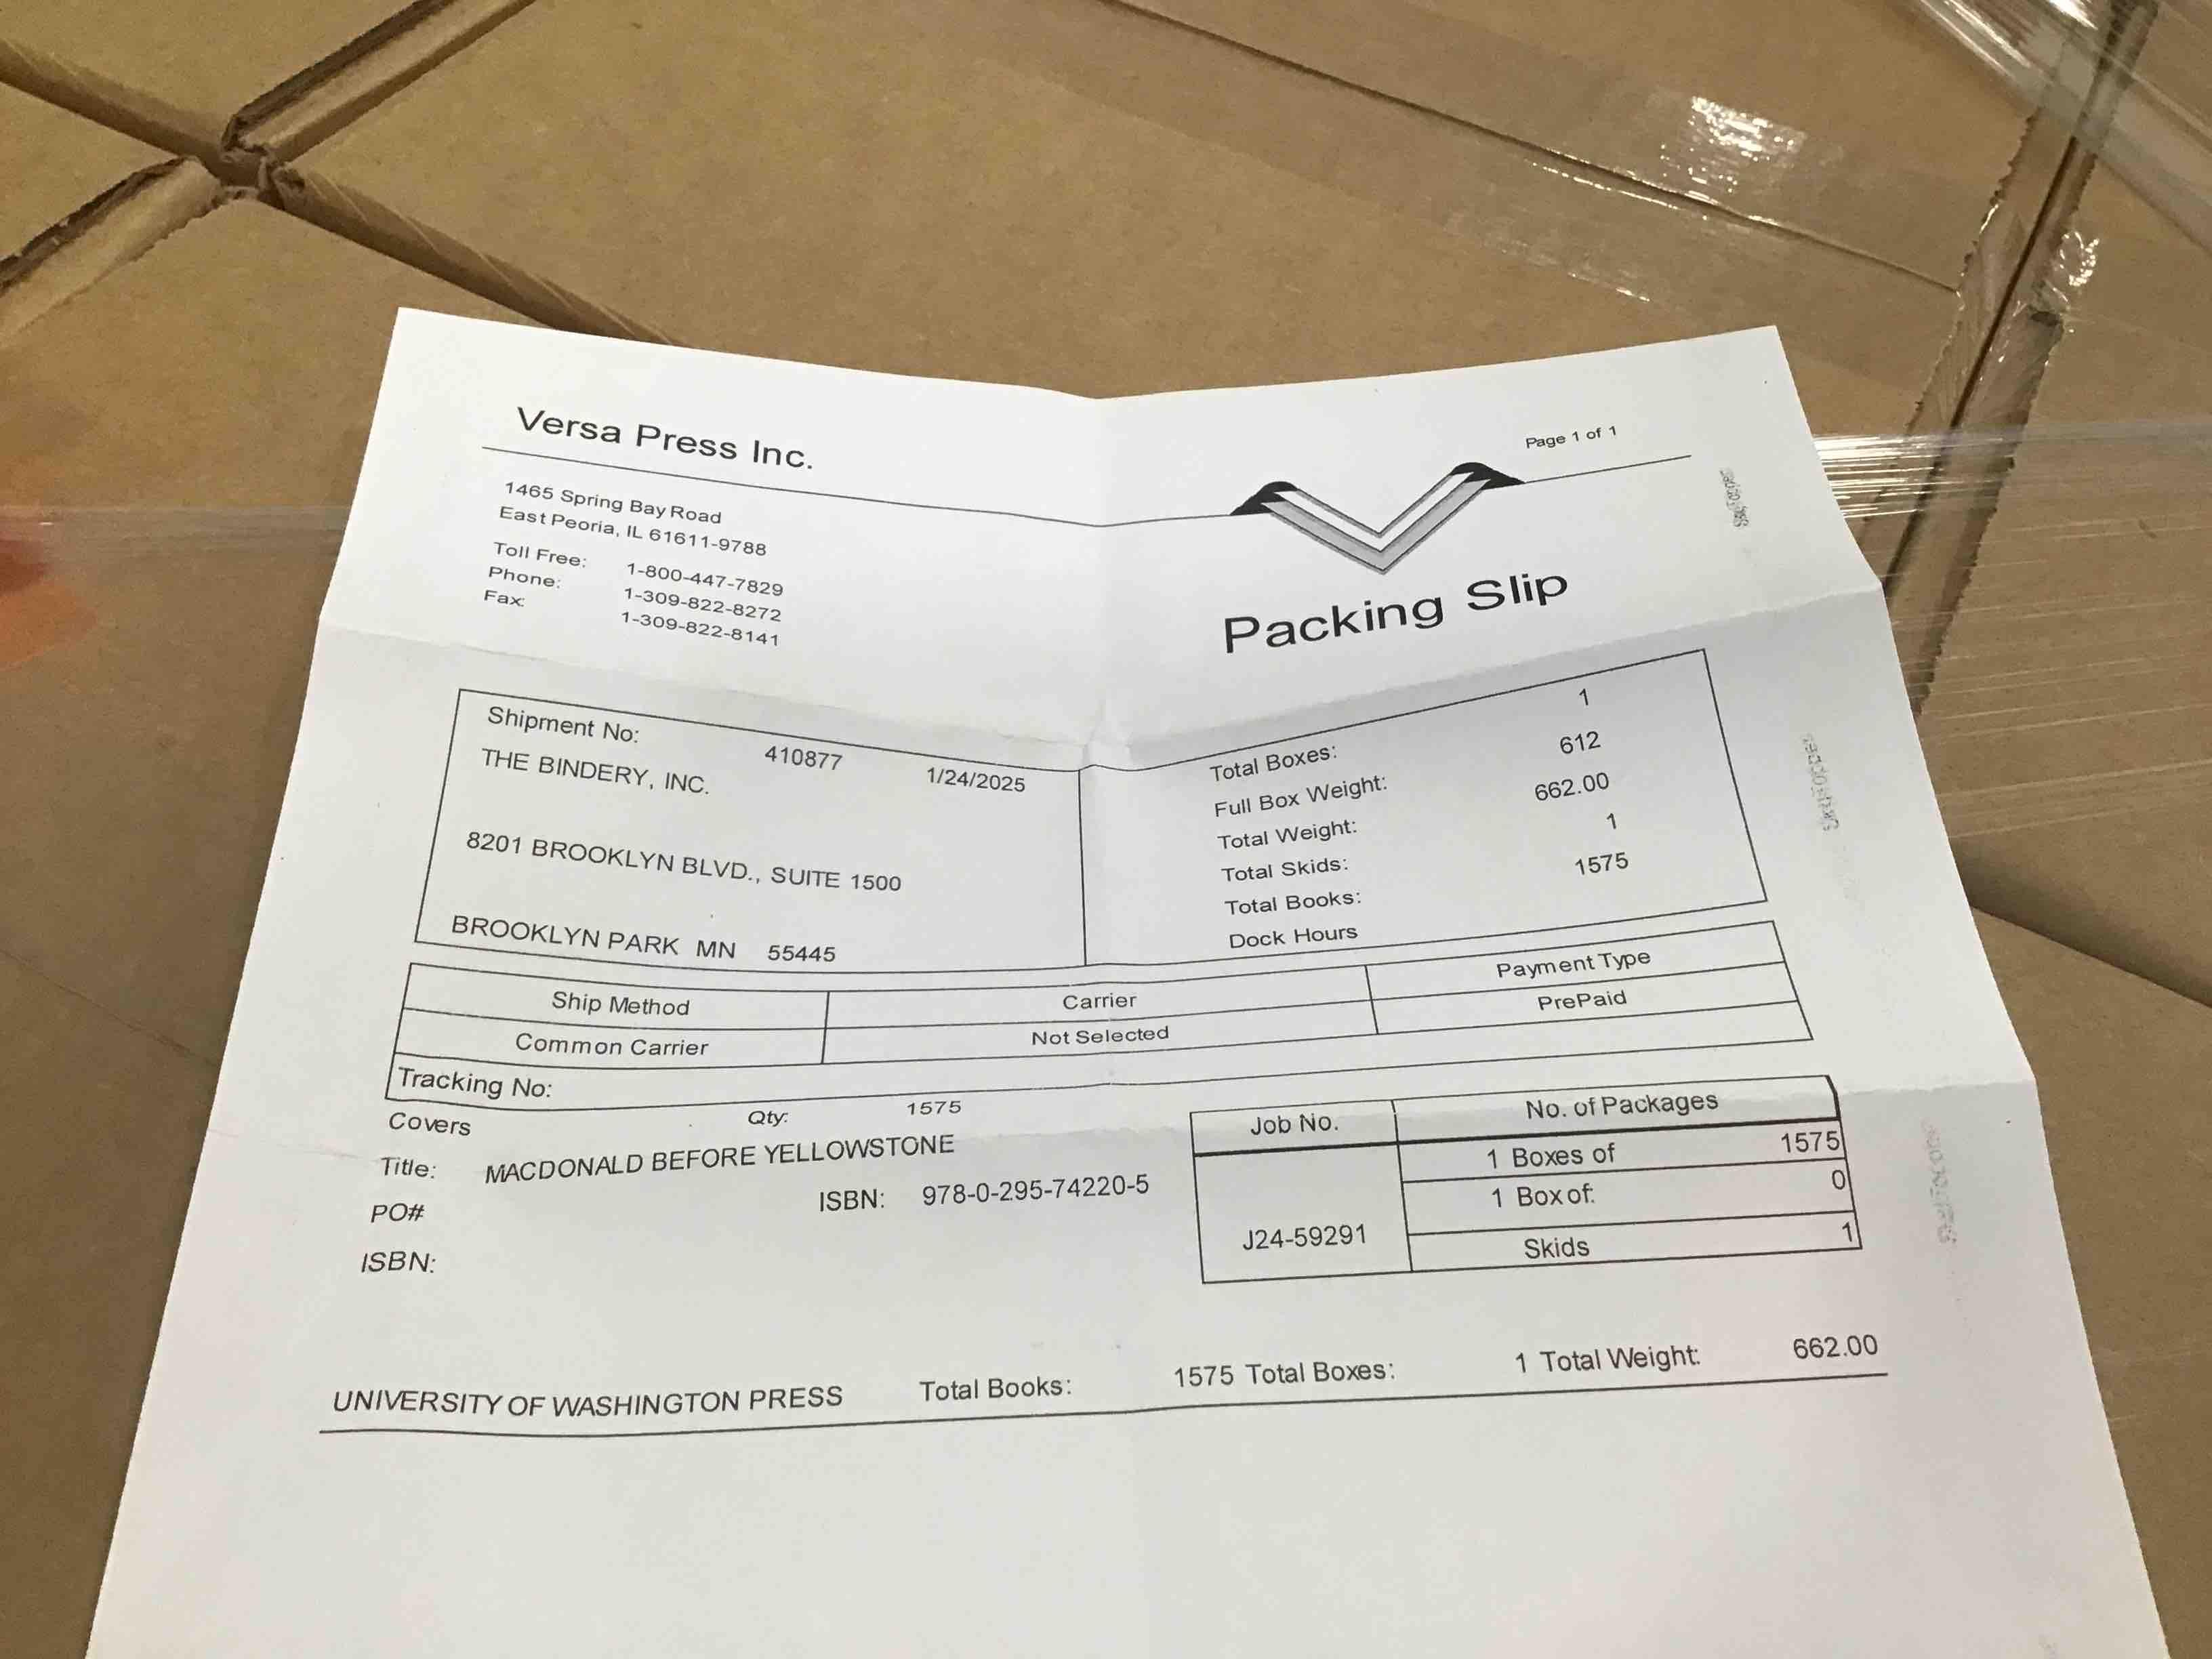 Versa Press Inc.
Page 1 of 1
1465 Spring Bay Road
East Peoria, IL 61611-9788
Toll Free: 1-800-447-7829
Phone: 1-309-822-8272
Fax: 1-309-822-8141
Packing Slip
Shipment No: 410877 1/24/2025
THE BINDERY, INC.
8201 BROOKLYN BLVD., SUITE 1500
BROOKLYN PARK MN 55445
Total Boxes: 1
Full Box Weight: 612
Total Weight: 662.00
Total Skids: 1
Total Books: 1575
Dock Hours
Ship Method Carrier Payment Type
Common Carrier Not Selected PrePaid
Tracking No:
Covers Qty: 1575
Title: MACDONALD BEFORE YELLOWSTONE
PO# ISBN: 978-0-295-74220-5
ISBN:
Job No. No. of Packages
1 Boxes of 1575
1 Box of: 0
J24-59291
Skids 1
UNIVERSITY OF WASHINGTON PRESS Total Books: 1575 Total Boxes: 1 Total Weight: 662.00